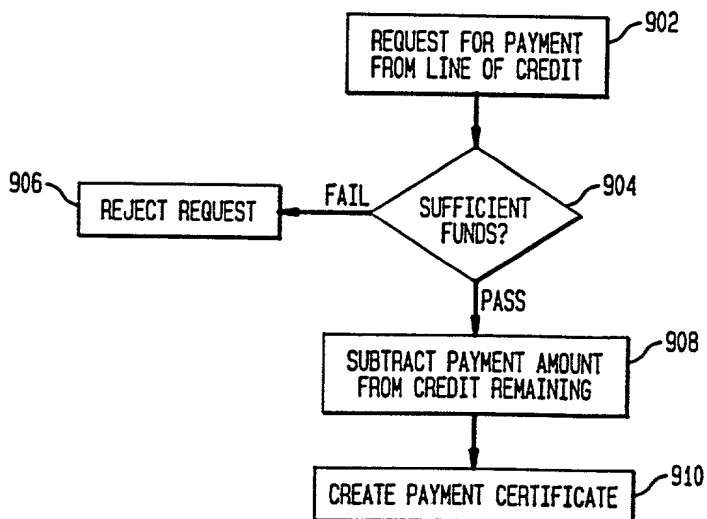 REQUEST FOR PAYMENT
FROM LINE OF CREDIT
902
906
REJECT REQUEST
FAIL
SUFFICIENT
FUNDS?
904
PASS
SUBTRACT PAYMENT AMOUNT
FROM CREDIT REMAINING
908
CREATE PAYMENT CERTIFICATE
910